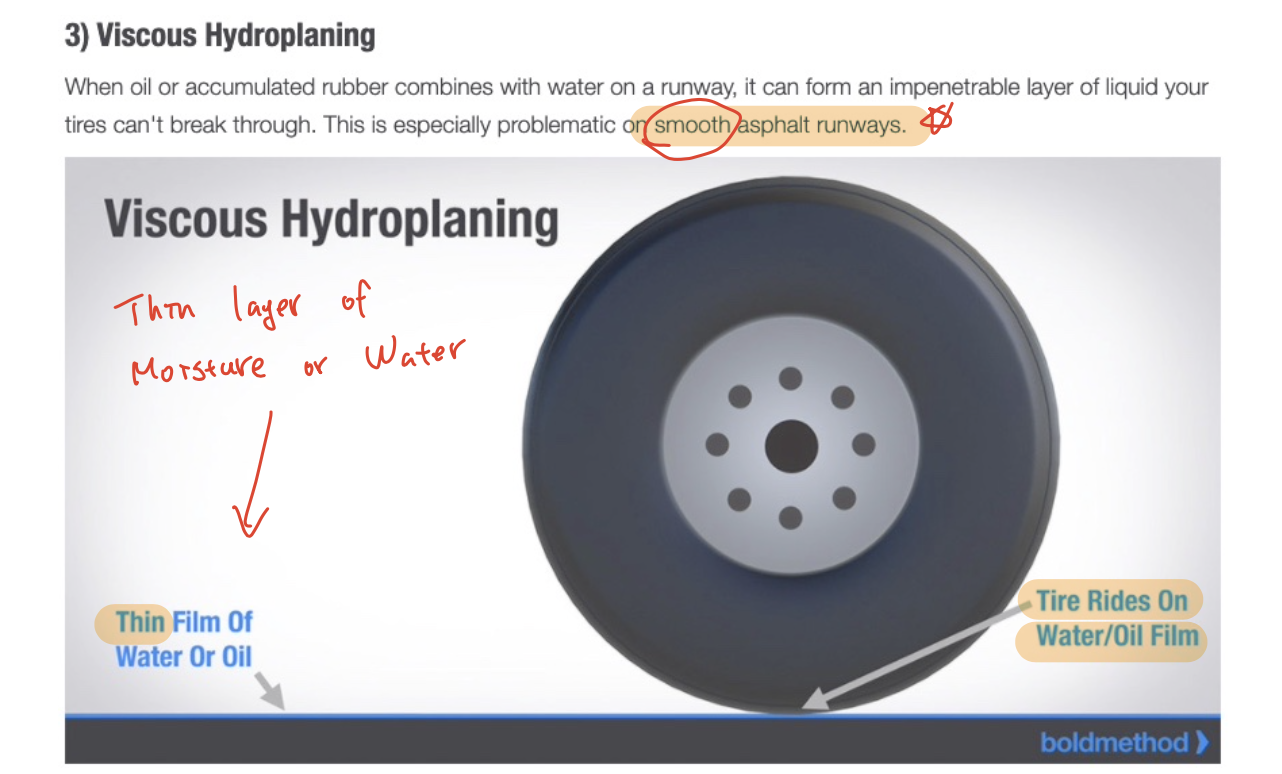 3) Viscous Hydroplaning
When oil or accumulated rubber combines with water on a runway, it can form an impenetrable layer of liquid your
tires can't break through. This is especially problematic on smooth asphalt runways.
Viscous Hydroplaning
Thin layer of
Moisture or Water
Thin Film Of
Water Or Oil
Tire Rides On
Water/Oil Film
boldmethod